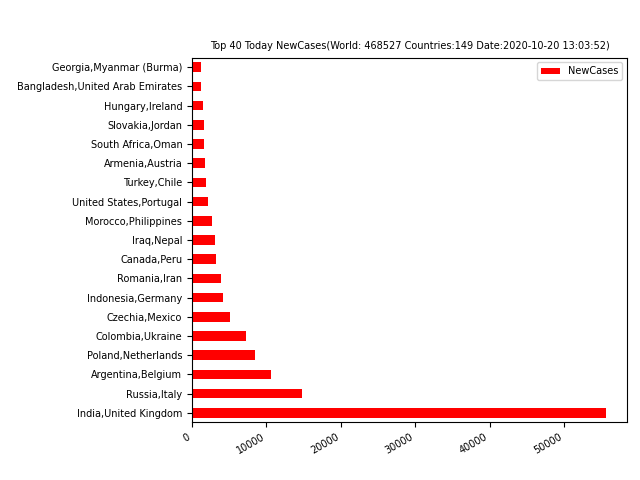 Top 40 Today NewCases(World: 468527 Countries:149 Date:2020-10-20 13:03:52)
NewCases
Georgia,Myanmar (Burma)
Bangladesh,United Arab Emirates
Hungary,Ireland
Slovakia,Jordan
South Africa,Oman
Armenia,Austria
Turkey,Chile
United States,Portugal
Morocco,Philippines
Iraq,Nepal
Canada,Peru
Romania,Iran
Indonesia,Germany
Czechia,Mexico
Colombia,Ukraine
Poland,Netherlands
Argentina,Belgium
Russia,Italy
India,United Kingdom
0 10000 20000 30000 40000 50000